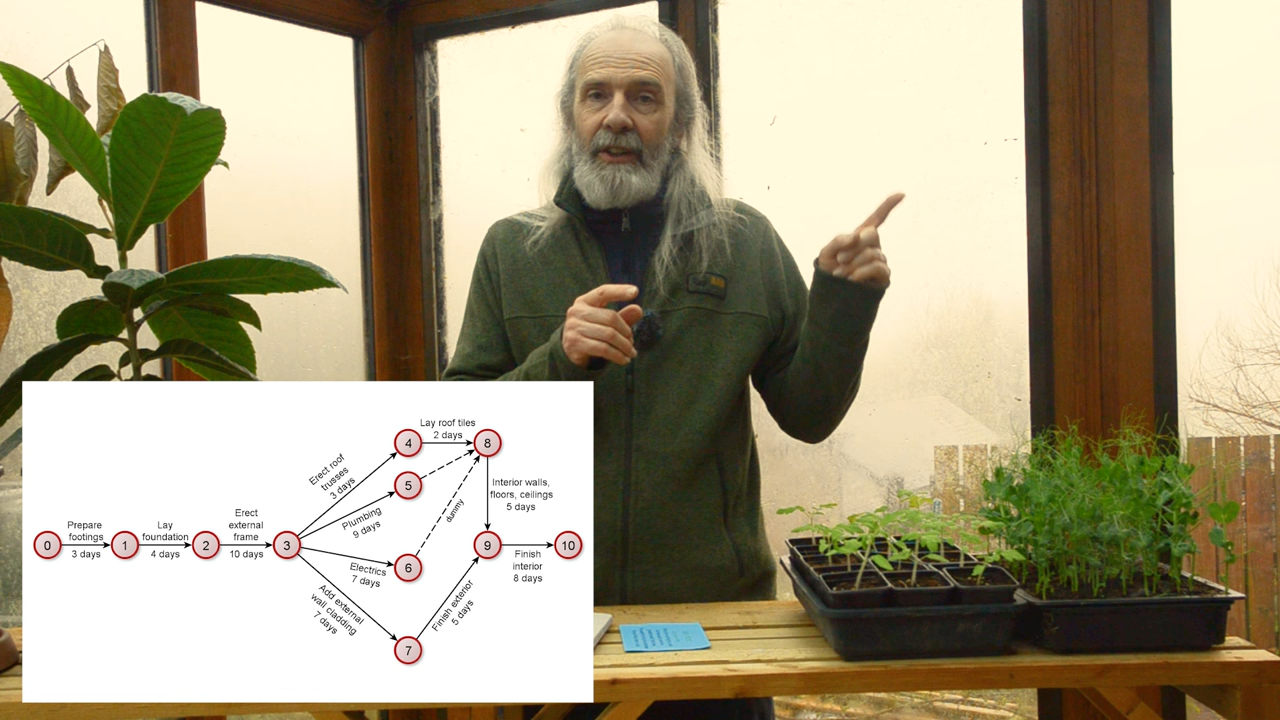 Prepare
footings
3 days
Lay
foundation
4 days
Erect
external
frame
10 days
Erect roof
trusses
3 days
Plumbing
9 days
Electrics
7 days
Add external
wall cladding
7 days
Lay roof tiles
2 days
dummy
Interior walls,
floors, ceilings
5 days
Finish exterior
5 days
Finish
interior
8 days
0
1
2
3
4
5
6
7
8
9
10